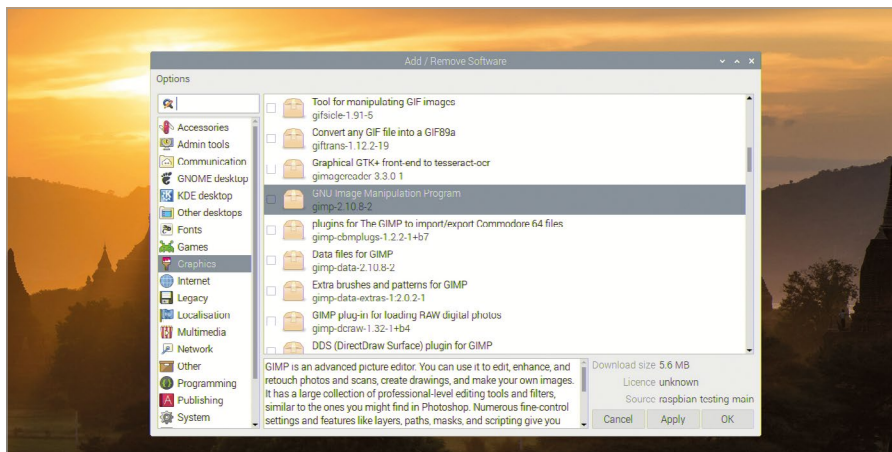 Add / Remove Software
Options
Accessories
Admin tools
Communication
GNOME desktop
KDE desktop
Other desktops
Fonts
Games
Graphics
Internet
Legacy
Localisation
Multimedia
Network
Other
Programming
Publishing
System
Tool for manipulating GIF images
gifsicle-1.91-5
Convert any GIF file into a GIF89a
giftrans-1.12.2-19
Graphical GTK+ front-end to tesseract-ocr
gimagereader 3.3.0 1
GNU Image Manipulation Program
gimp-2.10.8-2
plugins for The GIMP to import/export Commodore 64 files
gimp-cbmplugs-1.2.2-1+b7
Data files for GIMP
gimp-data-2.10.8-2
Extra brushes and patterns for GIMP
gimp-data-extras-1:2.0.2-1
GIMP plug-in for loading RAW digital photos
gimp-dcraw-1.32-1+b4
DDS (DirectDraw Surface) plugin for GIMP
GIMP is an advanced picture editor. You can use it to edit, enhance, and
retouch photos and scans, create drawings, and make your own images.
It has a large collection of professional-level editing tools and filters,
similar to the ones you might find in Photoshop. Numerous fine-control
settings and features like layers, paths, masks, and scripting give you
Download size 5.6 MB
Licence unknown
Source raspbian testing main
Cancel Apply OK